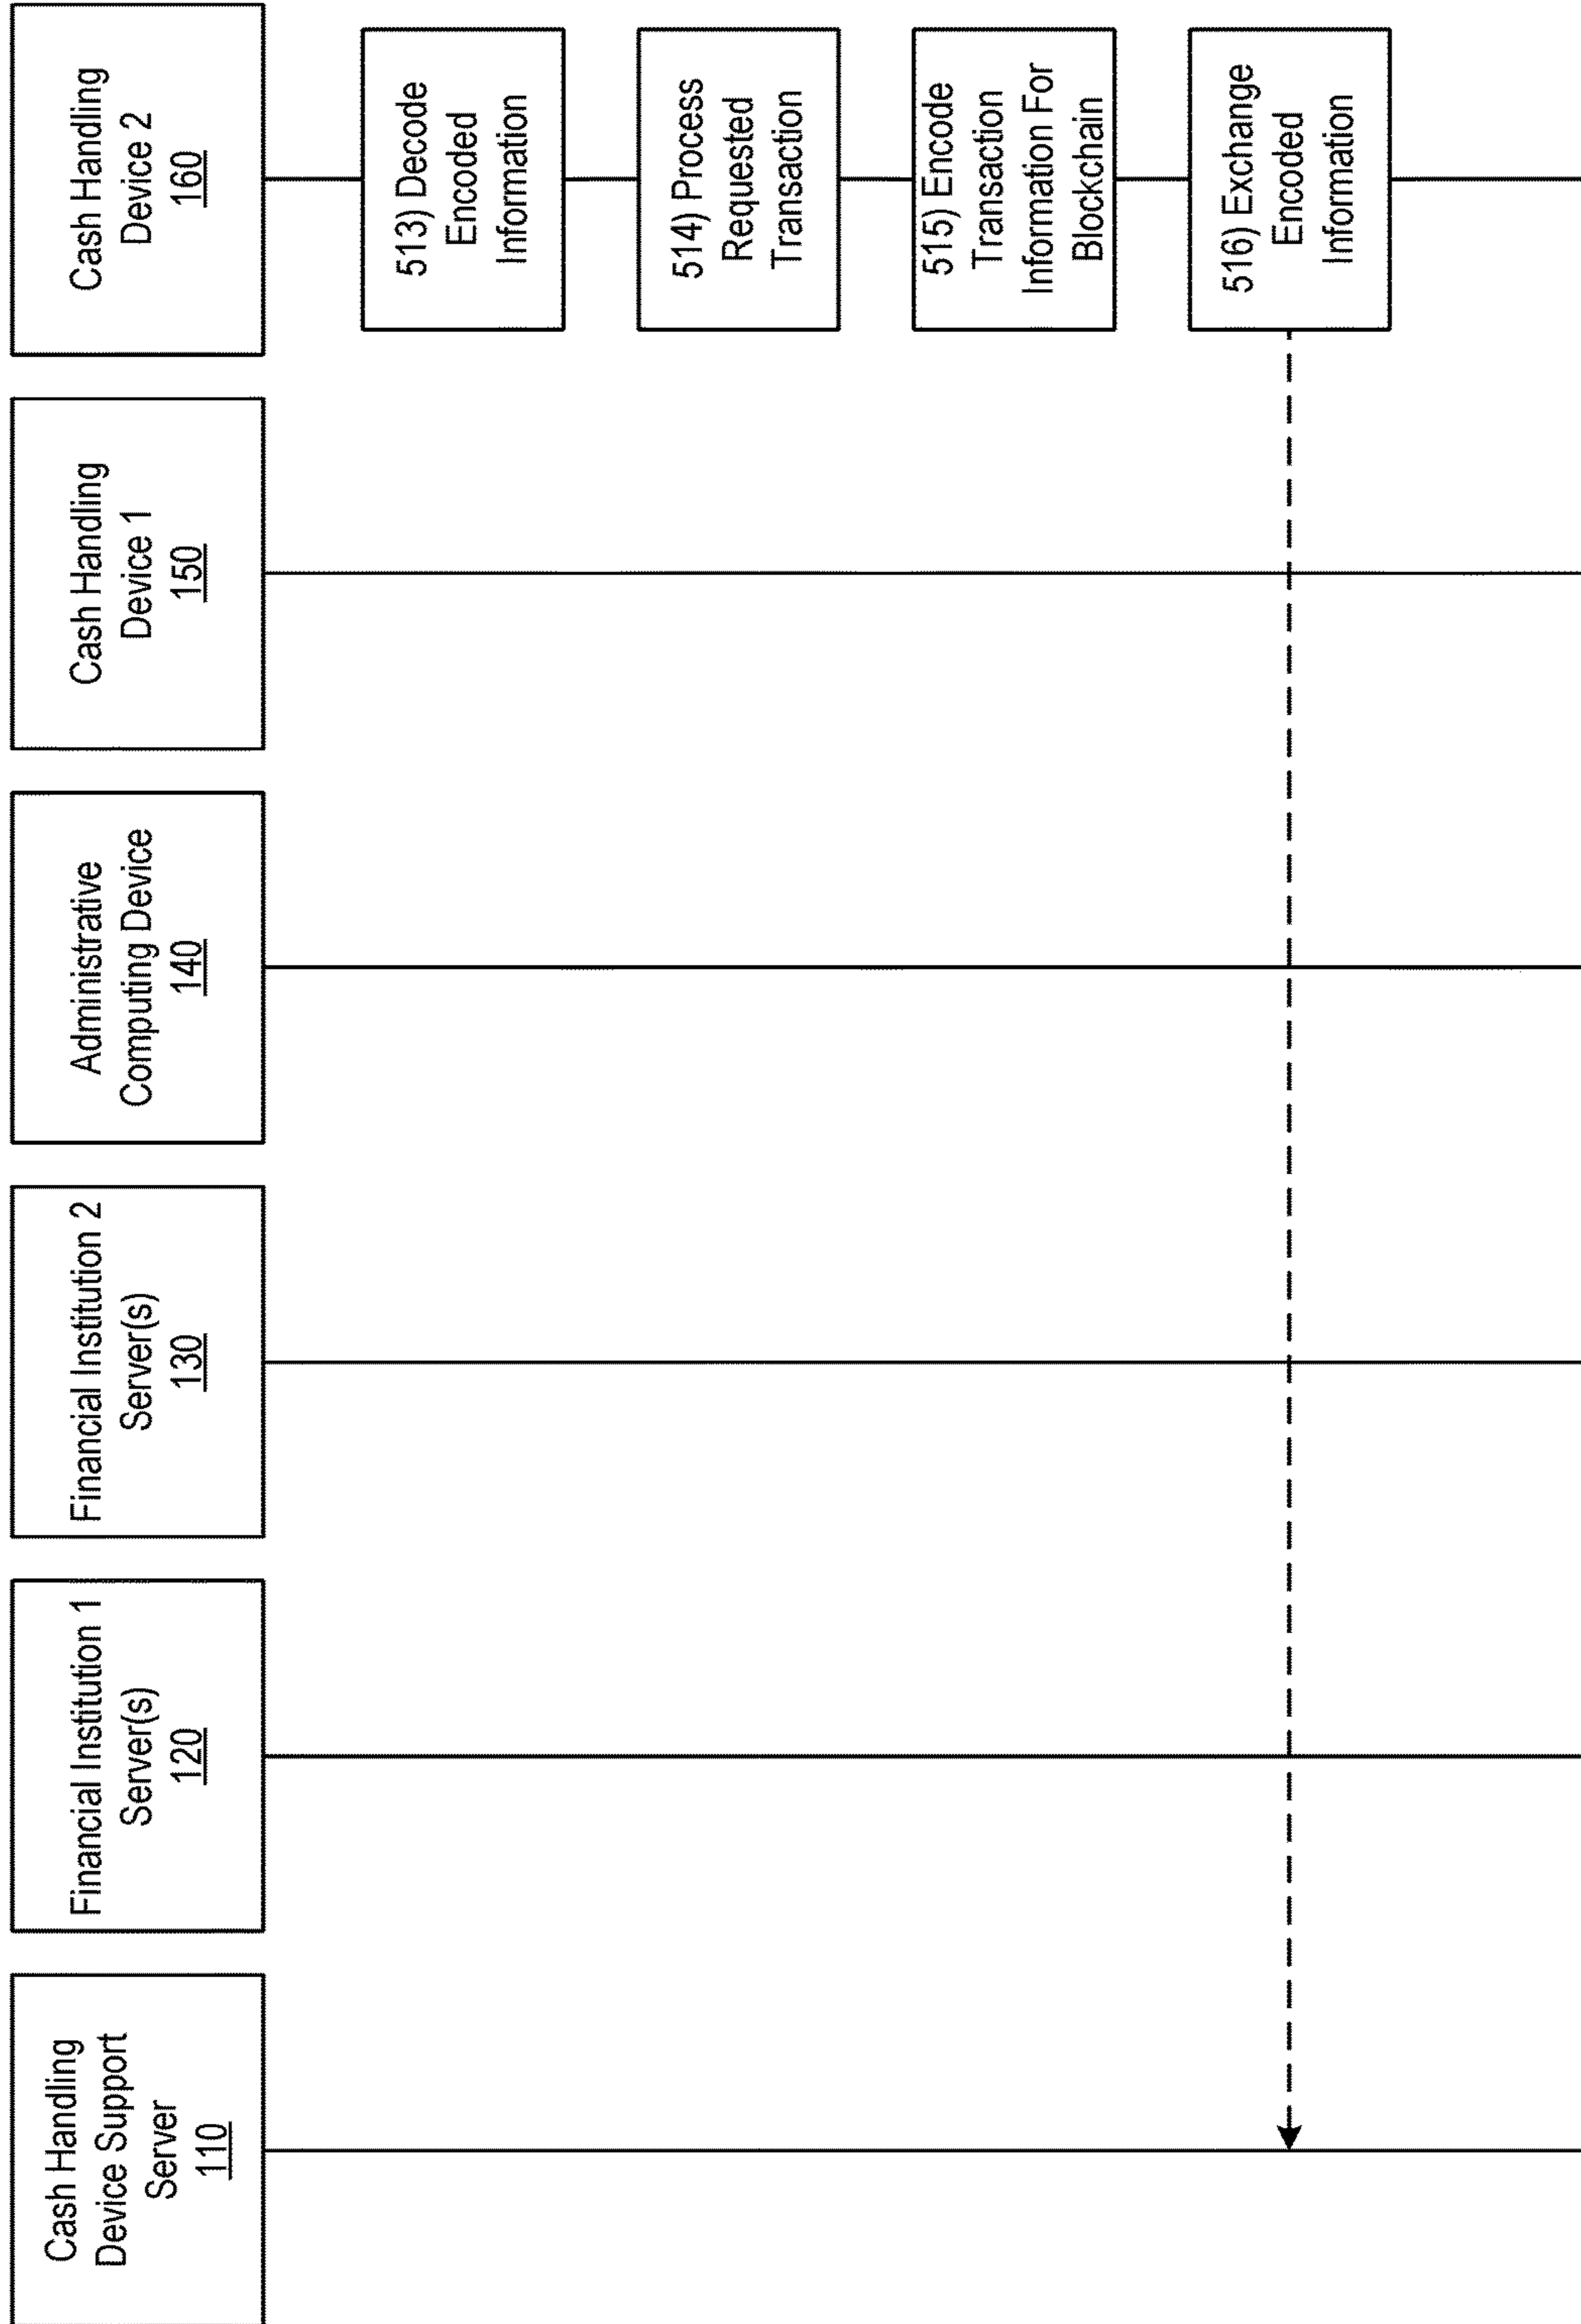 Cash Handling
Device Support
Server
110
Financial Institution 1
Server(s)
120
Financial Institution 2
Server(s)
130
Administrative
Computing Device
140
Cash Handling
Device 1
150
Cash Handling
Device 2
160
513) Decode
Encoded
Information
514) Process
Requested
Transaction
515) Encode
Transaction
Information For
Blockchain
516) Exchange
Encoded
Information